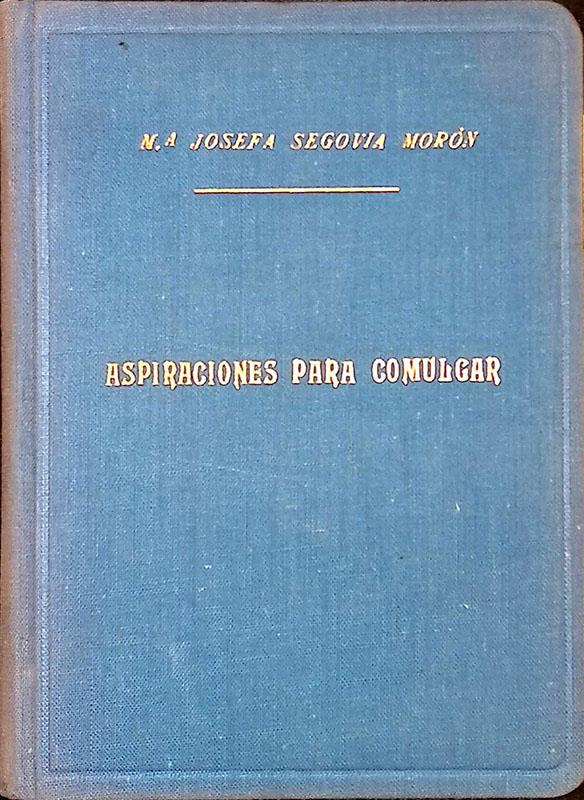 M.ª JOSEFA SEGOVIA MORÓN
ASPIRACIONES PARA COMULGAR